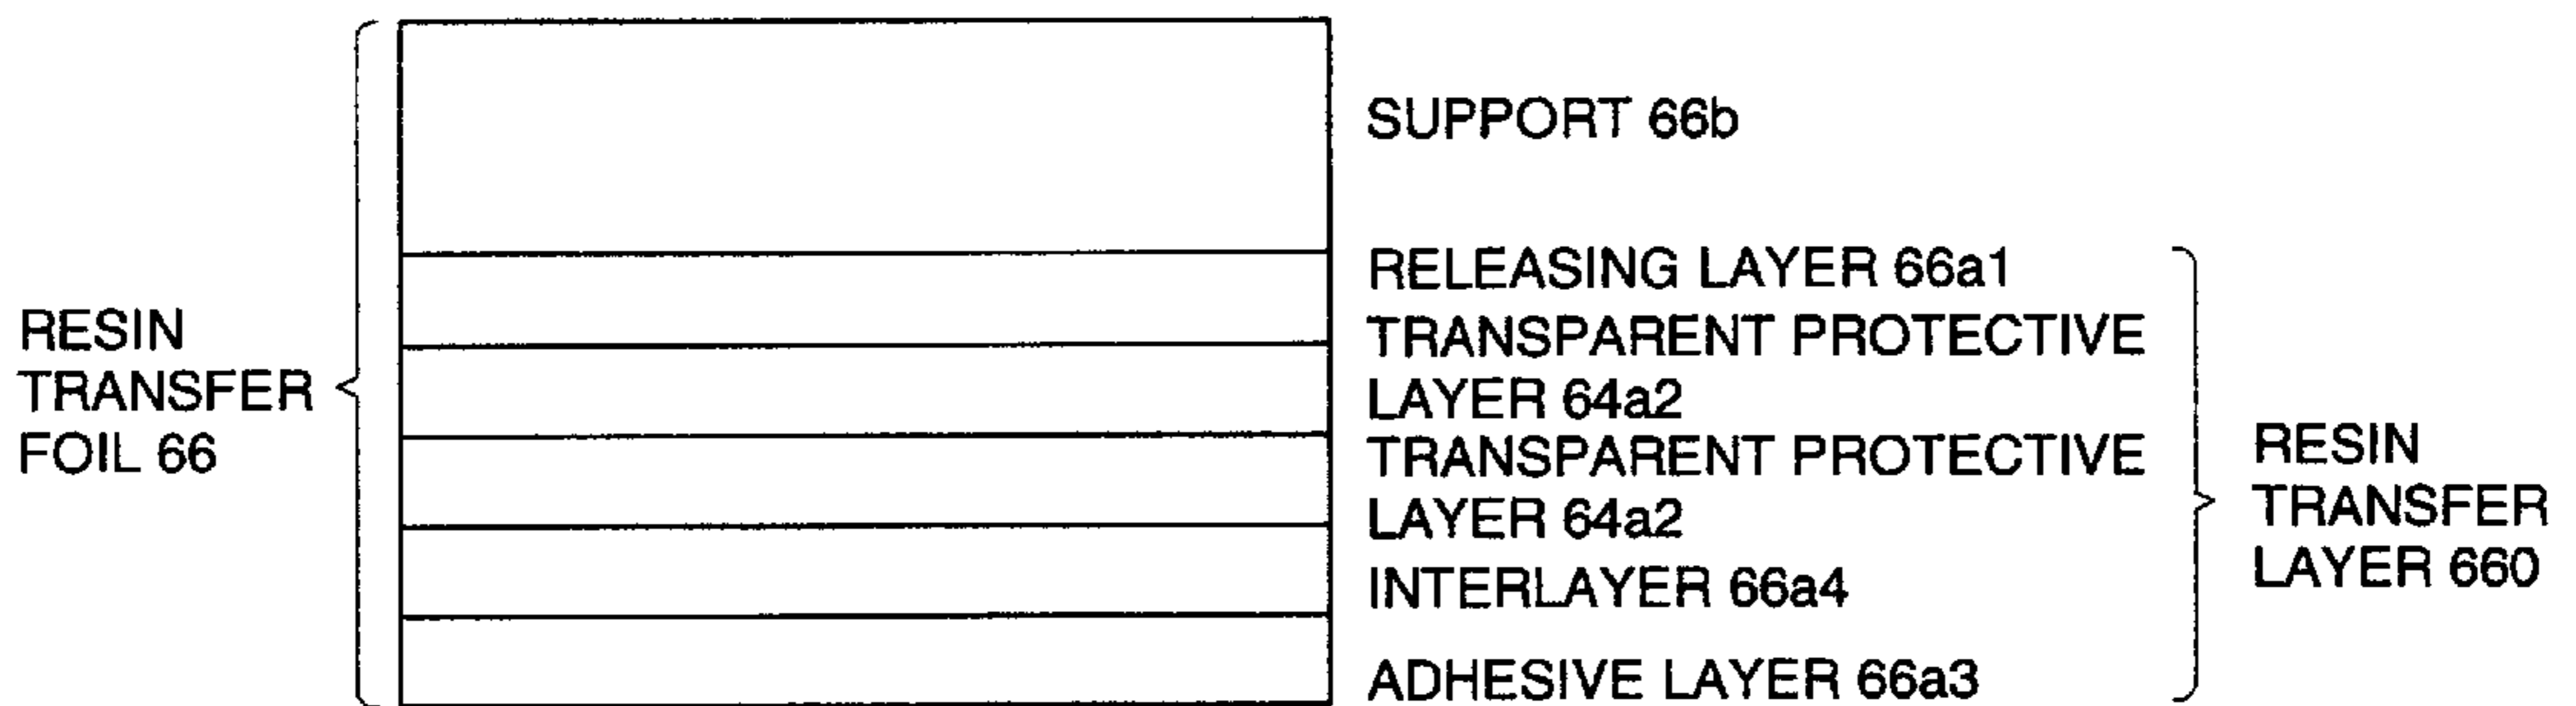 RESIN
TRANSFER
FOIL 66
SUPPORT 66b
RELEASING LAYER 66a1
TRANSPARENT PROTECTIVE
LAYER 64a2
TRANSPARENT PROTECTIVE
LAYER 64a2
INTERLAYER 66a4
ADHESIVE LAYER 66a3
RESIN
TRANSFER
LAYER 660